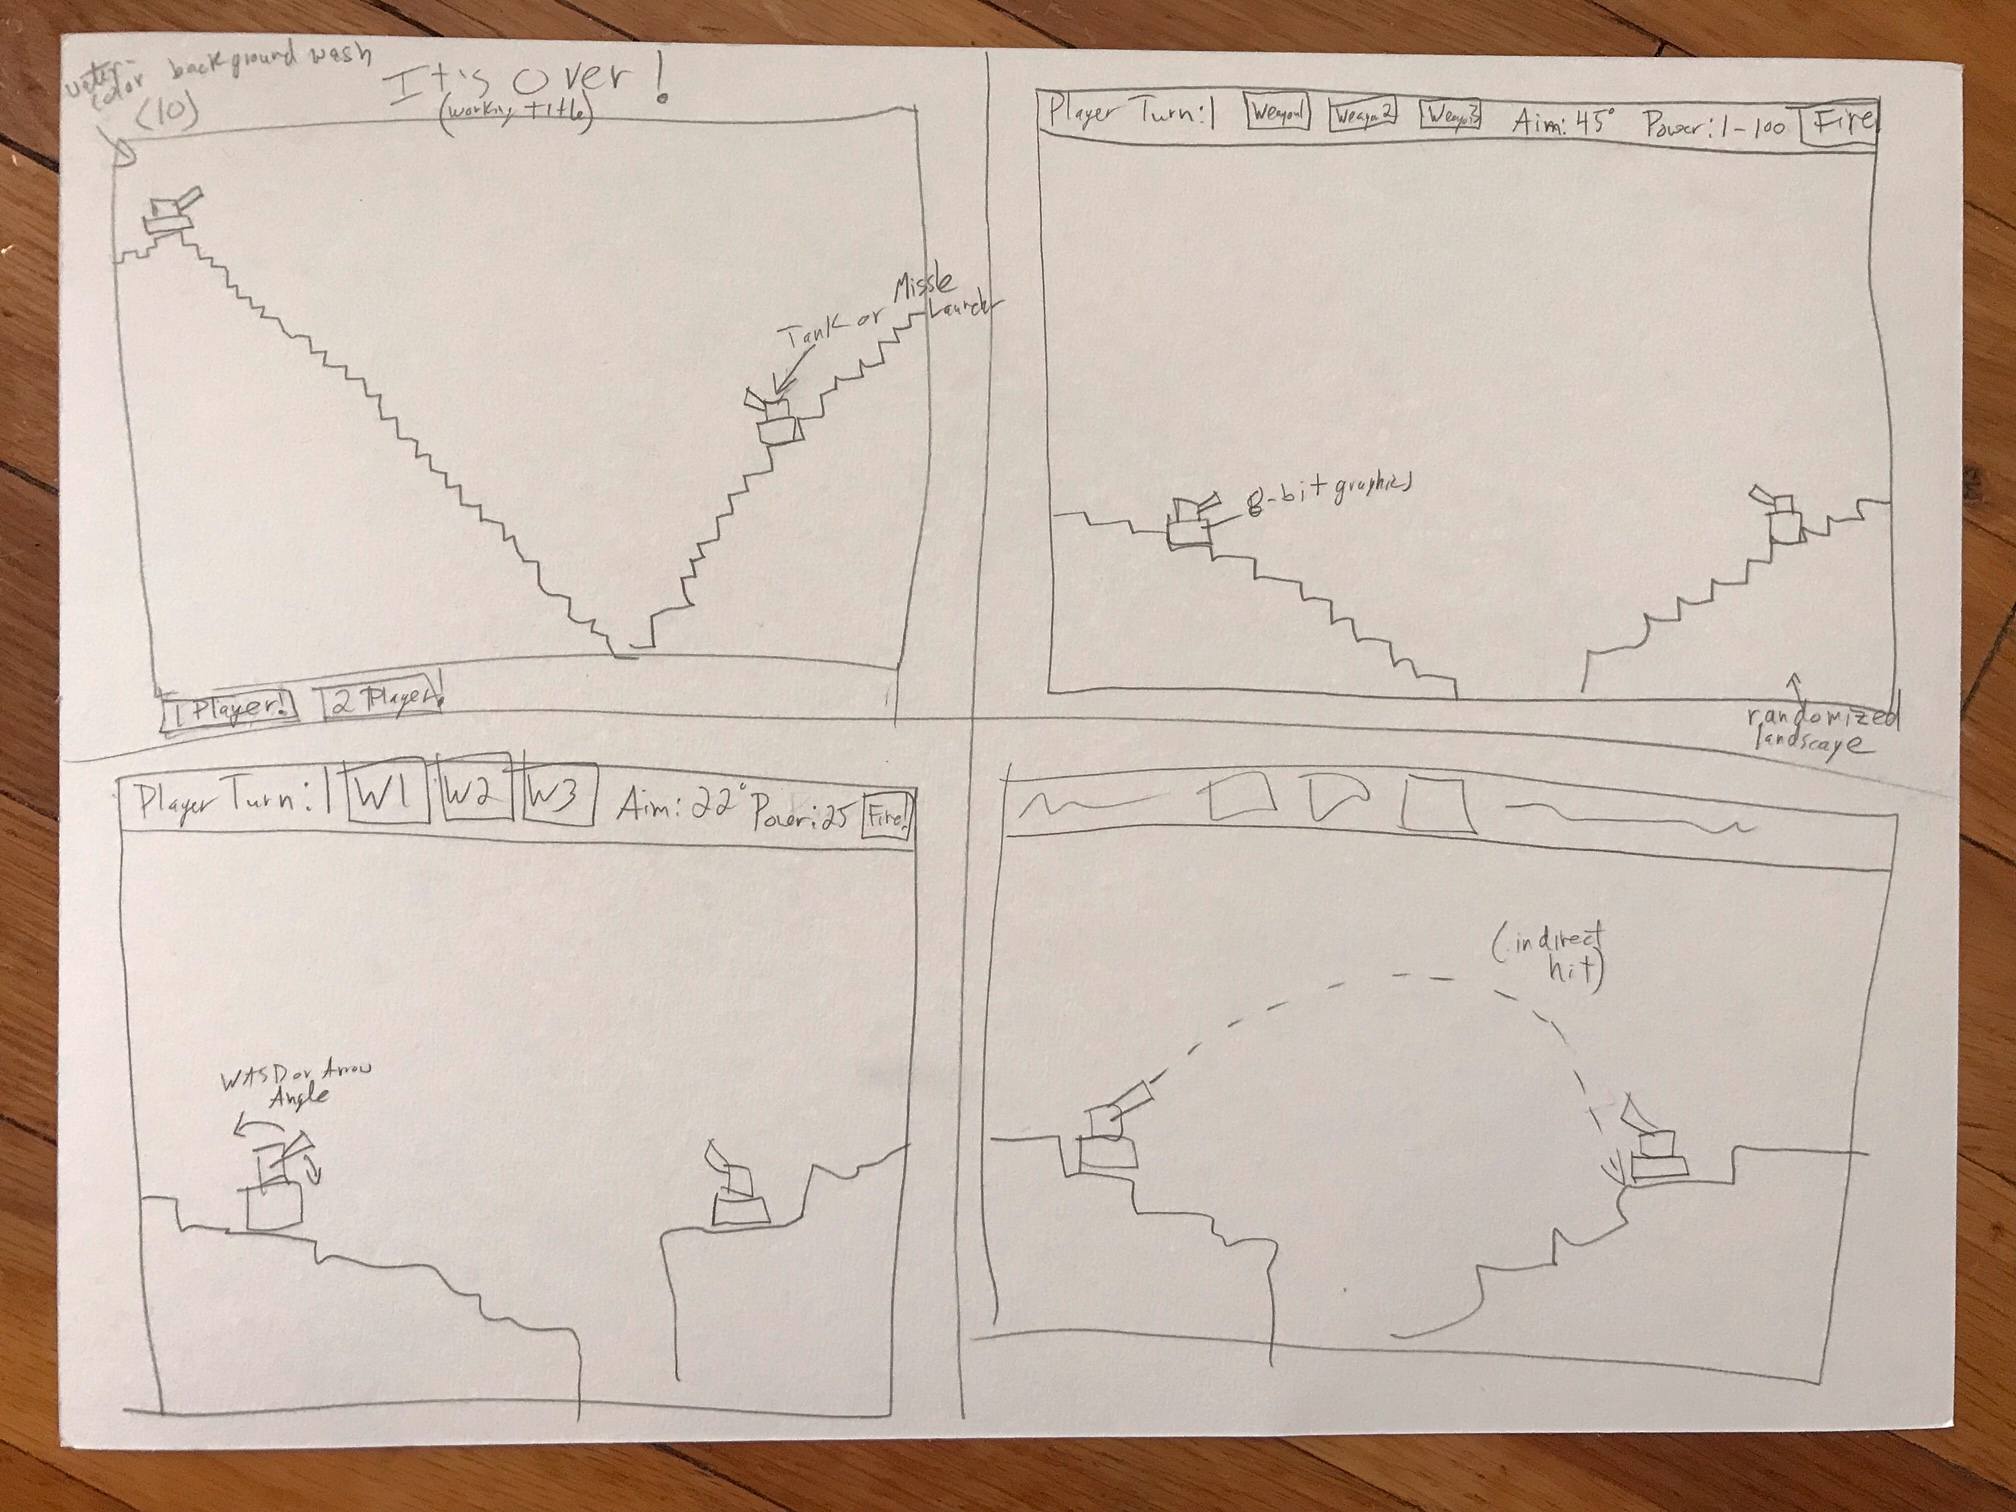 water-
color background wash
(10)
It's Over!
(working title)
Tank or Missle
Launcher
1 Player!
2 Player!
Player Turn: 1 Weapon1 Weapon2 Weapon3 Aim: 45° Power: 1-100 Fire
8-bit graphics
randomized
landscape
Player Turn: 1 W1 W2 W3 Aim: 22° Power: 25 Fire!
WASD or Arrow
Angle
(indirect
hit)